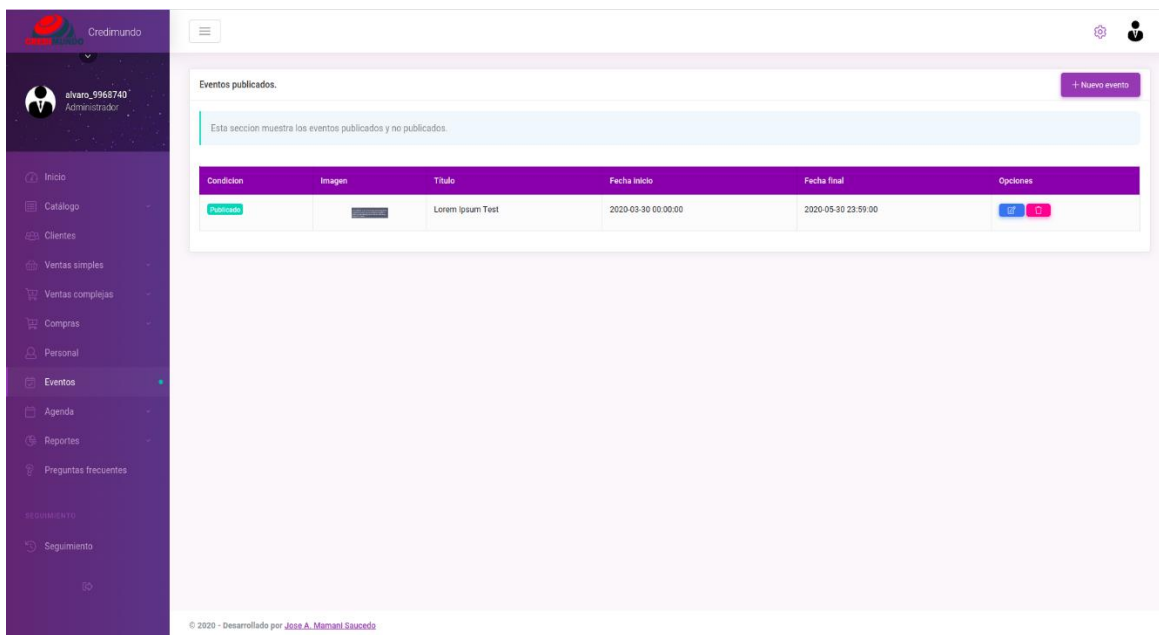 Credimundo
alvaro_9968740
Administrador
Inicio
Catálogo
Clientes
Ventas simples
Ventas complejas
Compras
Personal
Eventos
Agenda
Reportes
Preguntas frecuentes
SEGUIMIENTO
Seguimiento
Eventos publicados.
+ Nuevo evento
Esta seccion muestra los eventos publicados y no publicados.
Condicion Imagen Titulo Fecha inicio Fecha final Opciones
Publicado Lorem Ipsum Test 2020-03-30 00:00:00 2020-05-30 23:59:00
© 2020 - Desarrollado por Jose A. Mamani Saucedo